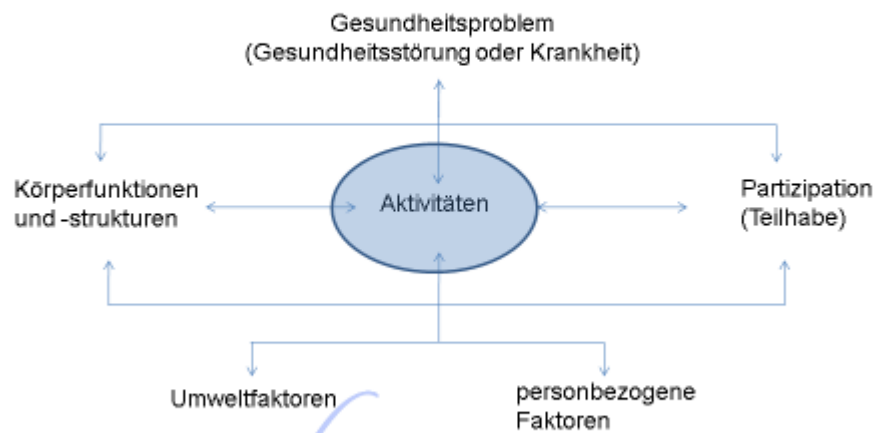 Gesundheitsproblem
(Gesundheitsstörung oder Krankheit)
Körperfunktionen
und -strukturen
Aktivitäten
Partizipation
(Teilhabe)
Umweltfaktoren
personbezogene
Faktoren